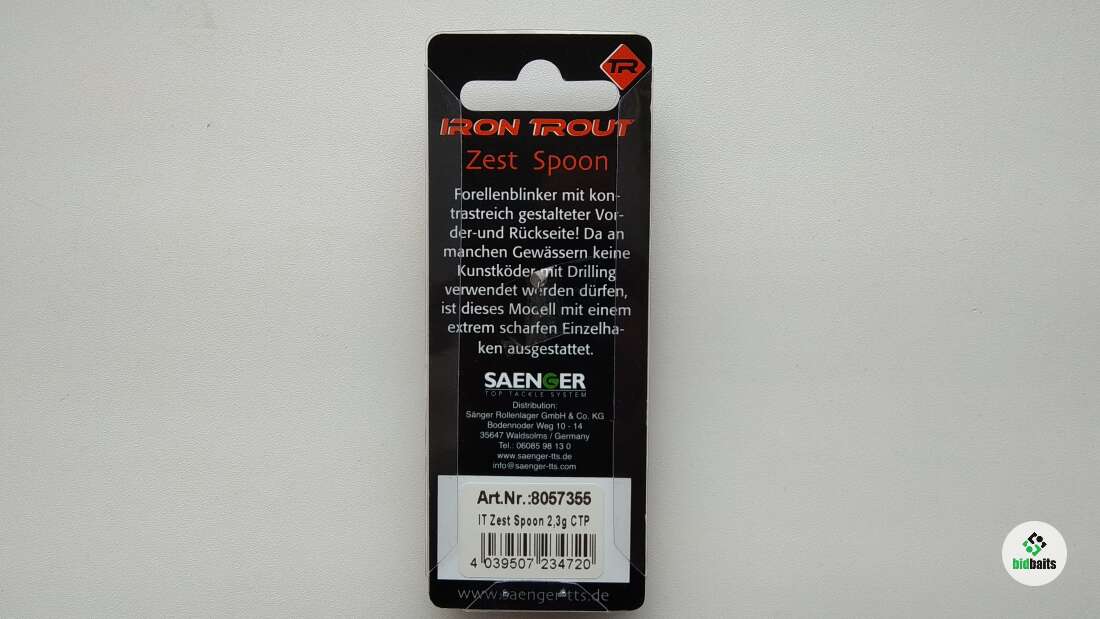 TR
IRON TROUT
Zest Spoon
Forellenblinker mit kon-
trastreich gestalteter Vor-
der-und Rückseite! Da an
manchen Gewässern keine
Kunstköder mit Drilling
verwendet werden dürfen,
ist dieses Modell mit einem
extrem scharfen Einzelha-
ken ausgestattet.
SAENGER
TOP TACKLE SYSTEM
Distribution:
Sänger Rollenlager GmbH & Co. KG
Bodennoder Weg 10 - 14
35647 Waldsolms / Germany
Tel.: 06085 98 13 0
www.saenger-tts.de
info@saenger-tts.com
Art.Nr.:8057355
IT Zest Spoon 2,3g CTP
4 039507 234720
www.saenger-tts.de
bidbaits